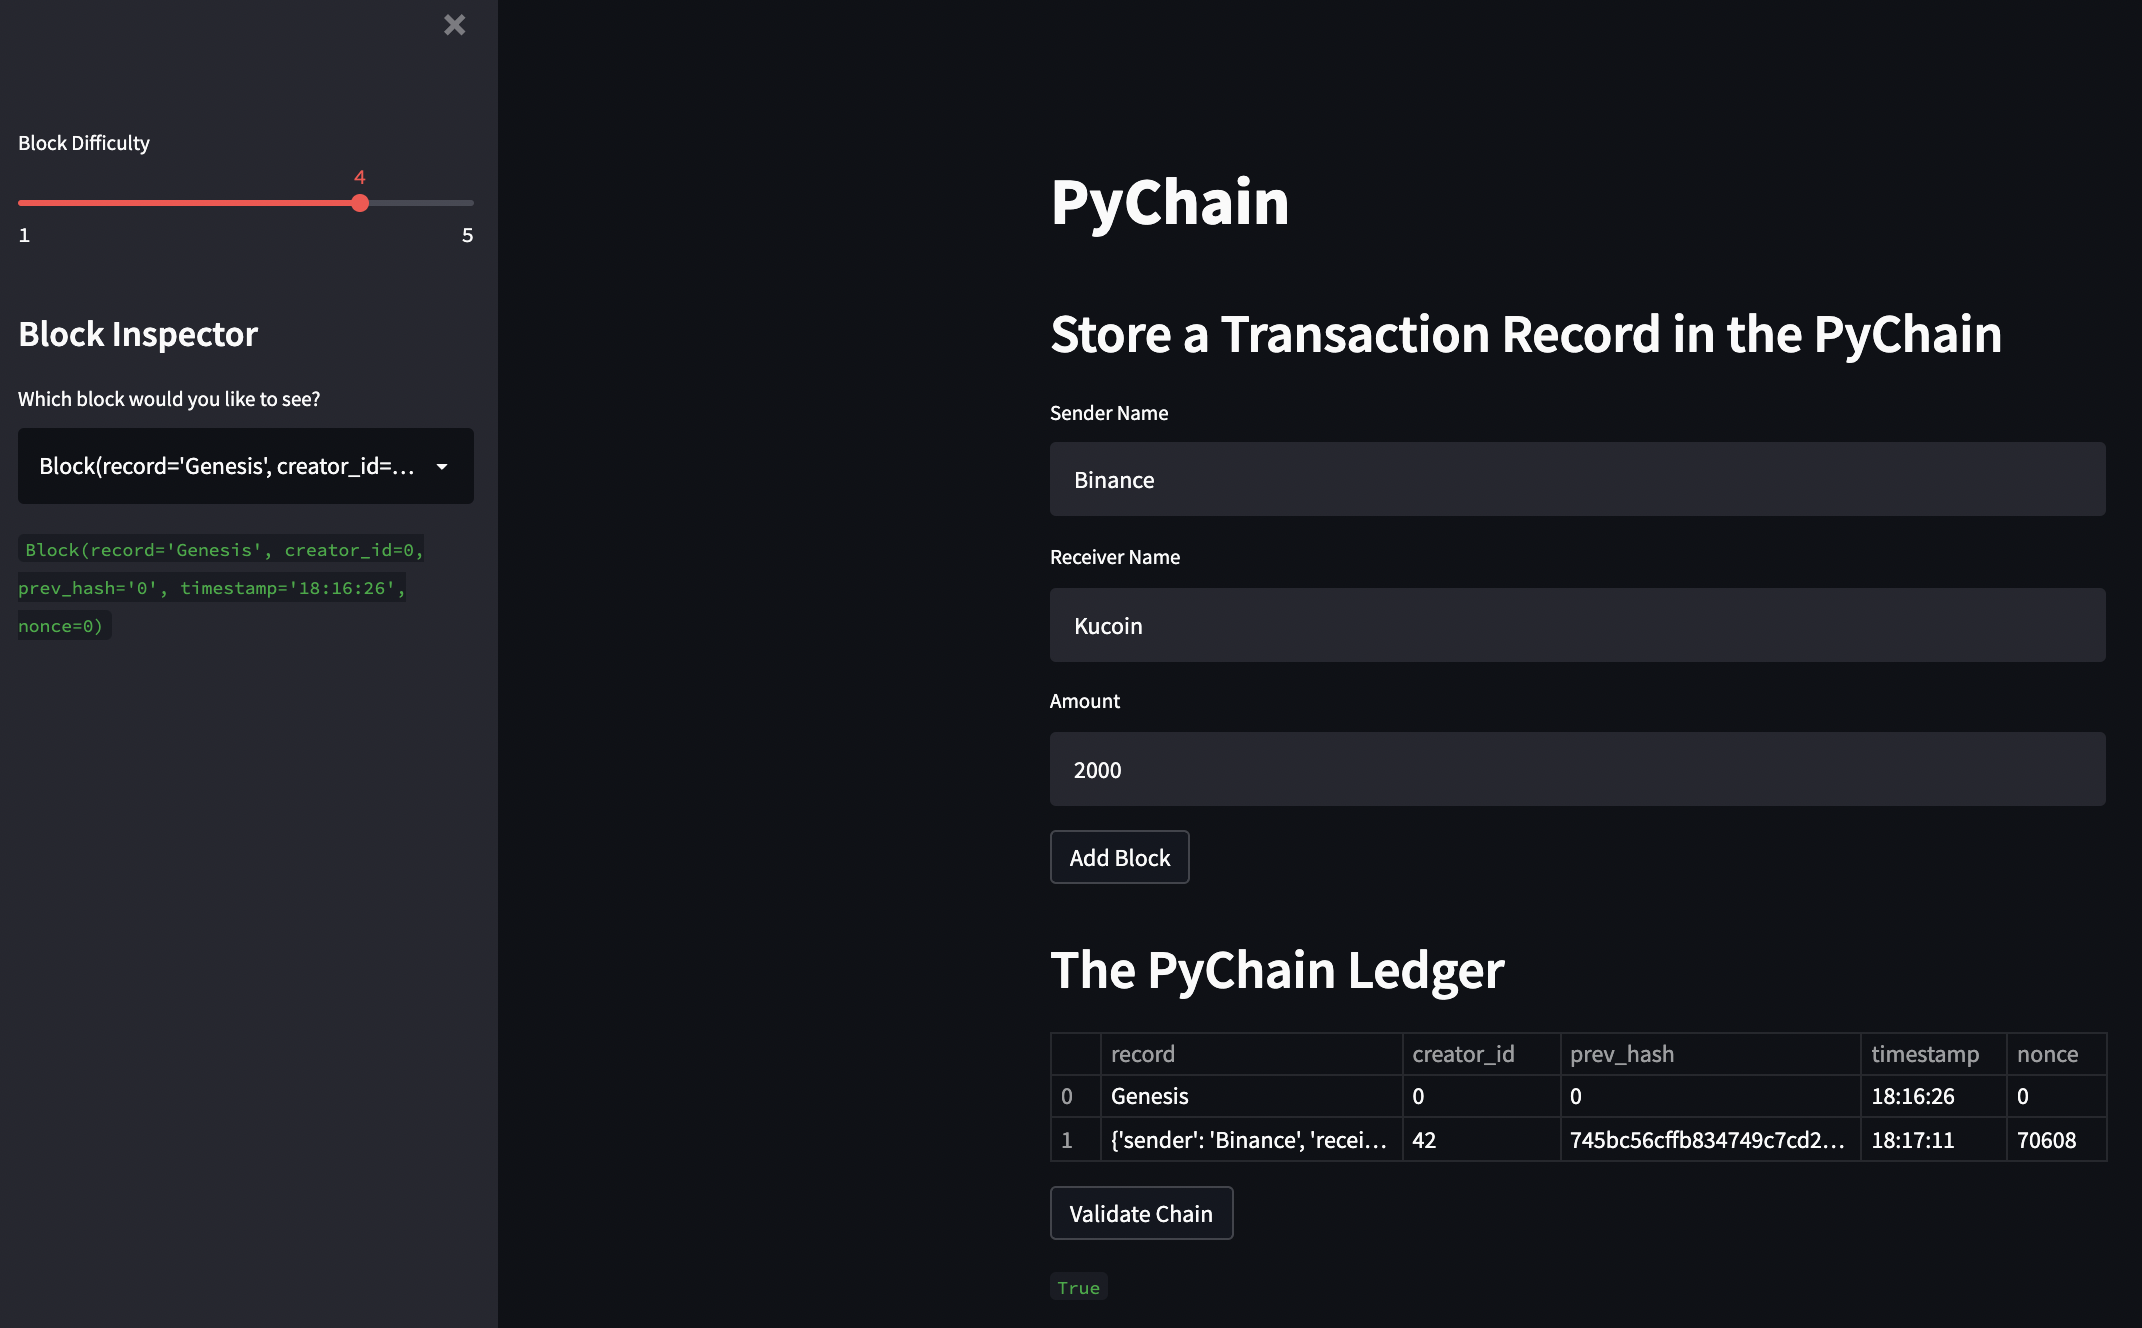 Block Difficulty
4
1 5
Block Inspector
Which block would you like to see?
Block(record='Genesis', creator_id=...
Block(record='Genesis', creator_id=0,
prev_hash='0', timestamp='18:16:26',
nonce=0)
PyChain
Store a Transaction Record in the PyChain
Sender Name
Binance
Receiver Name
Kucoin
Amount
2000
Add Block
The PyChain Ledger
record creator_id prev_hash timestamp nonce
0 Genesis 0 0 18:16:26 0
1 {'sender': 'Binance', 'recei... 42 745bc56cffb834749c7cd2... 18:17:11 70608
Validate Chain
True